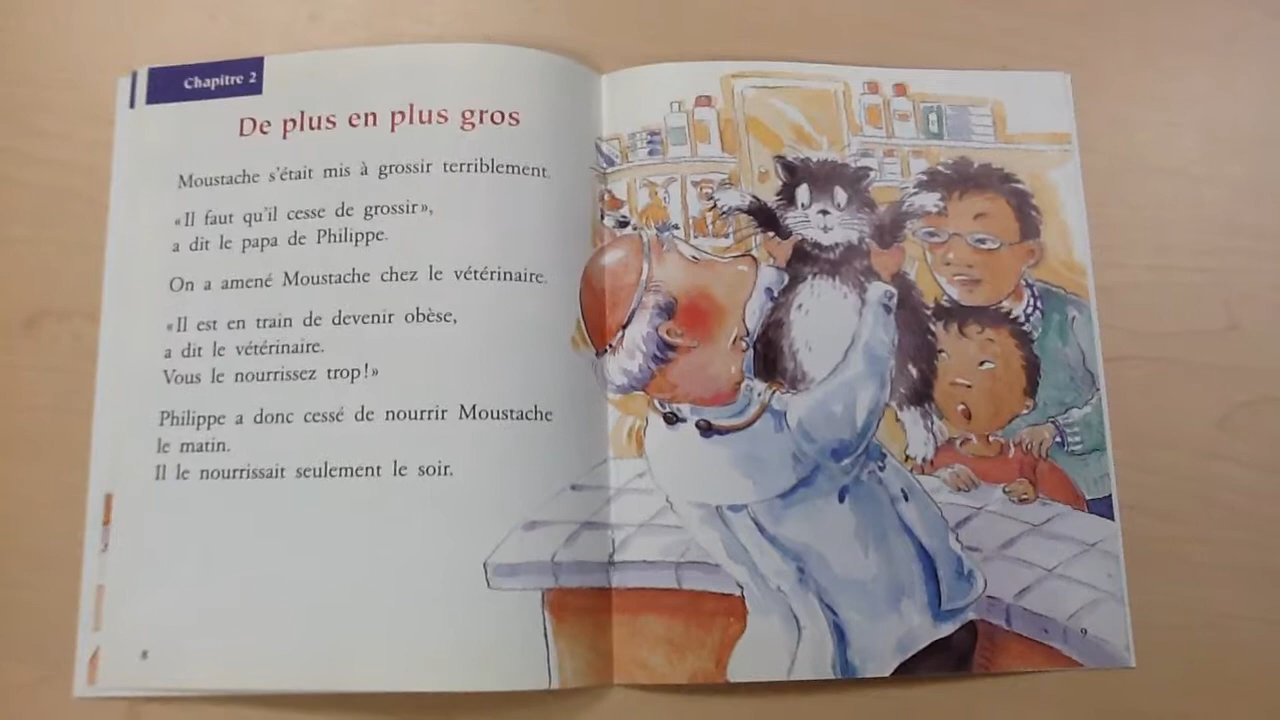 Chapitre 2
De plus en plus gros
Moustache s'était mis à grossir terriblement.
«Il faut qu'il cesse de grossir»,
a dit le papa de Philippe.
On a amené Moustache chez le vétérinaire.
«Il est en train de devenir obèse,
a dit le vétérinaire.
Vous le nourrissez trop!»
Philippe a donc cessé de nourrir Moustache
le matin.
Il le nourrissait seulement le soir.
8
9